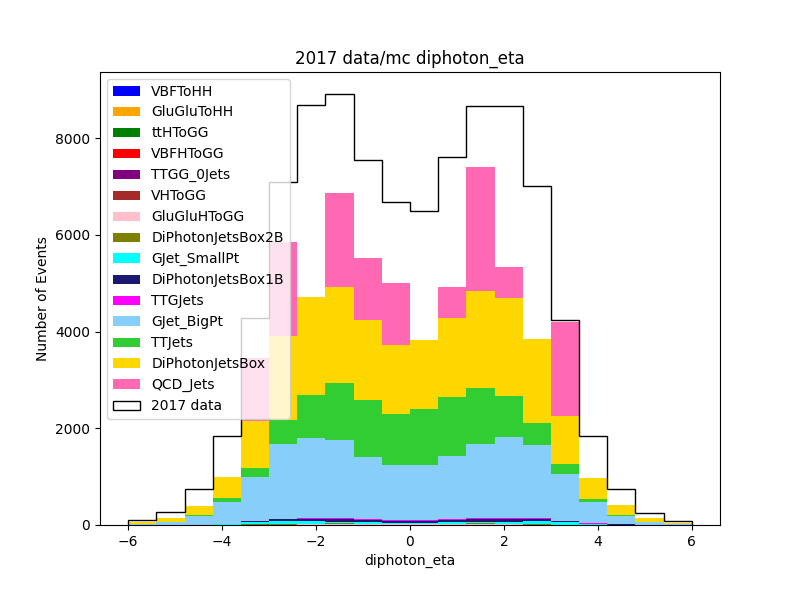 2017 data/mc diphoton_eta
VBFToHH
GluGluToHH
ttHToGG
VBFHToGG
TTGG_0Jets
VHToGG
GluGluHToGG
DiPhotonJetsBox2B
GJet_SmallPt
DiPhotonJetsBox1B
TTGJets
GJet_BigPt
TTJets
DiPhotonJetsBox
QCD_Jets
2017 data
Number of Events
8000
6000
4000
2000
0
−6 −4 −2 0 2 4 6
diphoton_eta